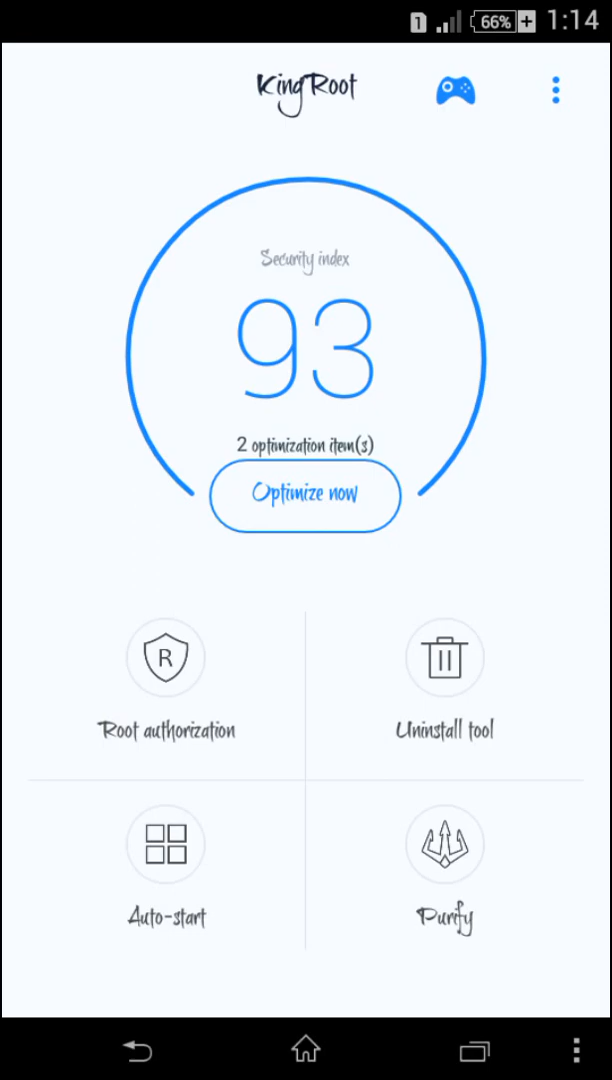 1 66% 1:14
KingRoot
Security index
93
2 optimization item(s)
Optimize now
R
Root authorization
Uninstall tool
Auto-start
Purify